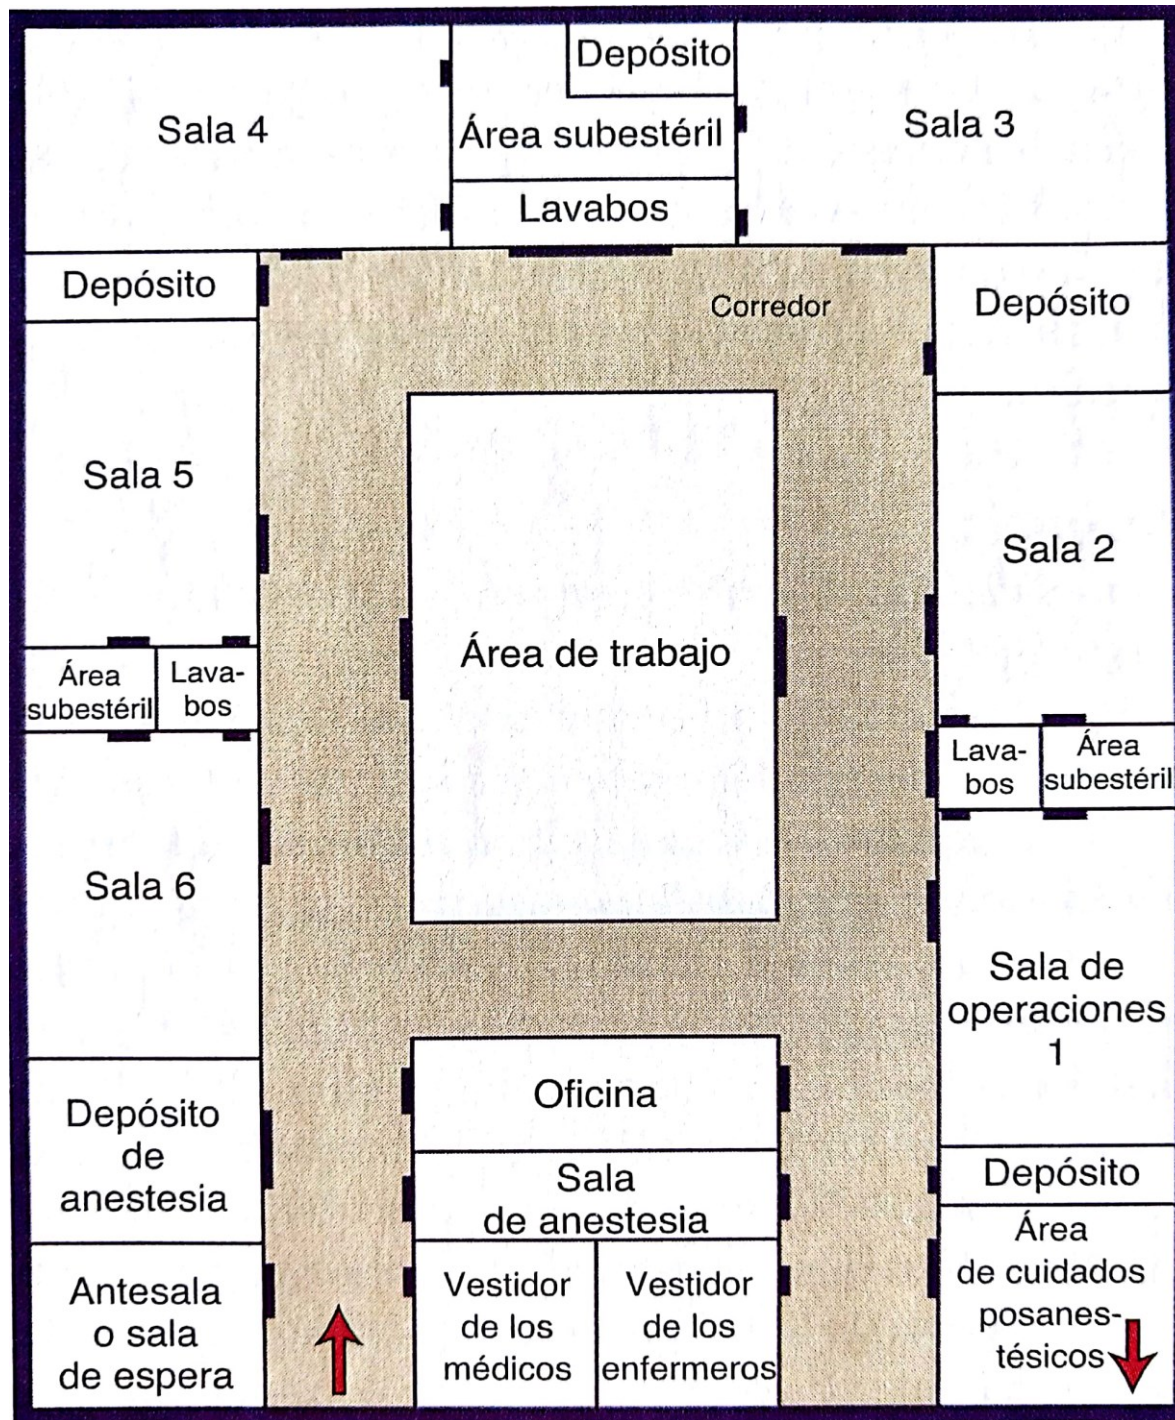 Sala 4
Depósito
Área subestéril
Lavabos
Sala 3
Depósito
Corredor
Depósito
Sala 5
Sala 2
Área de trabajo
Área
subestéril
Lava-
bos
Lava-
bos
Área
subestéril
Sala 6
Sala de
operaciones
1
Oficina
Depósito
de
anestesia
Sala
de anestesia
Depósito
Antesala
o sala
de espera
Vestidor
de los
médicos
Vestidor
de los
enfermeros
Área
de cuidados
posanes-
tésicos